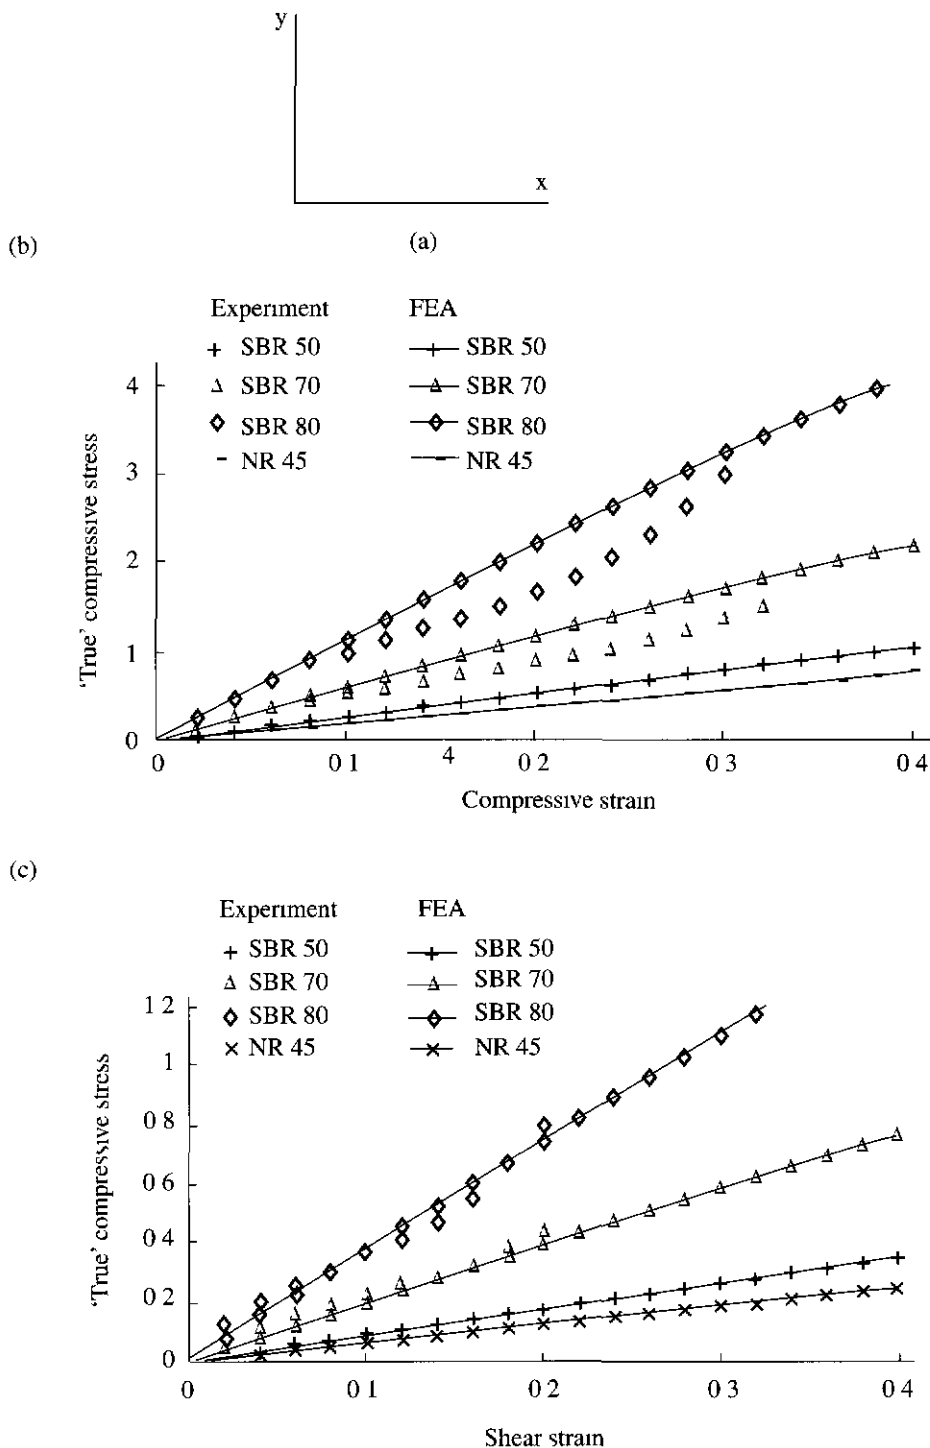 y
x
(a)
(b)
Experiment FEA
+ SBR 50 SBR 50
△ SBR 70 SBR 70
◇ SBR 80 SBR 80
- NR 45 NR 45
'True' compressive stress
4
3
2
1
0
0 0 1 4 0 2 0 3 0 4
Compressive strain
(c)
Experiment FEA
+ SBR 50 SBR 50
△ SBR 70 SBR 70
◇ SBR 80 SBR 80
× NR 45 NR 45
'True' compressive stress
1 2
1
0 8
0 6
0 4
0 2
0
0 0 1 0 2 0 3 0 4
Shear strain